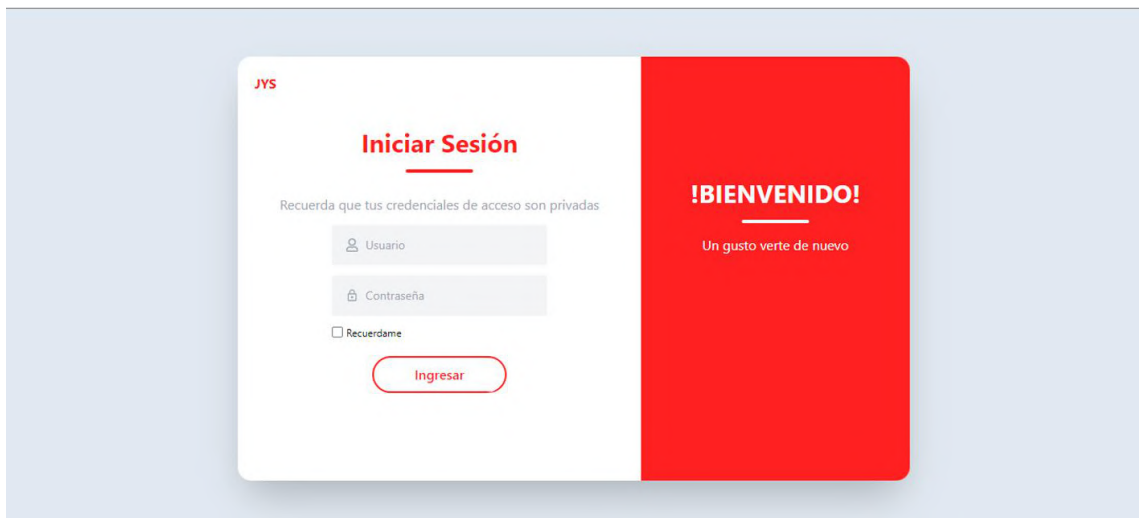 JYS
Iniciar Sesión
Recuerda que tus credenciales de acceso son privadas
Usuario
Contraseña
Recuerdame
Ingresar
!BIENVENIDO!
Un gusto verte de nuevo